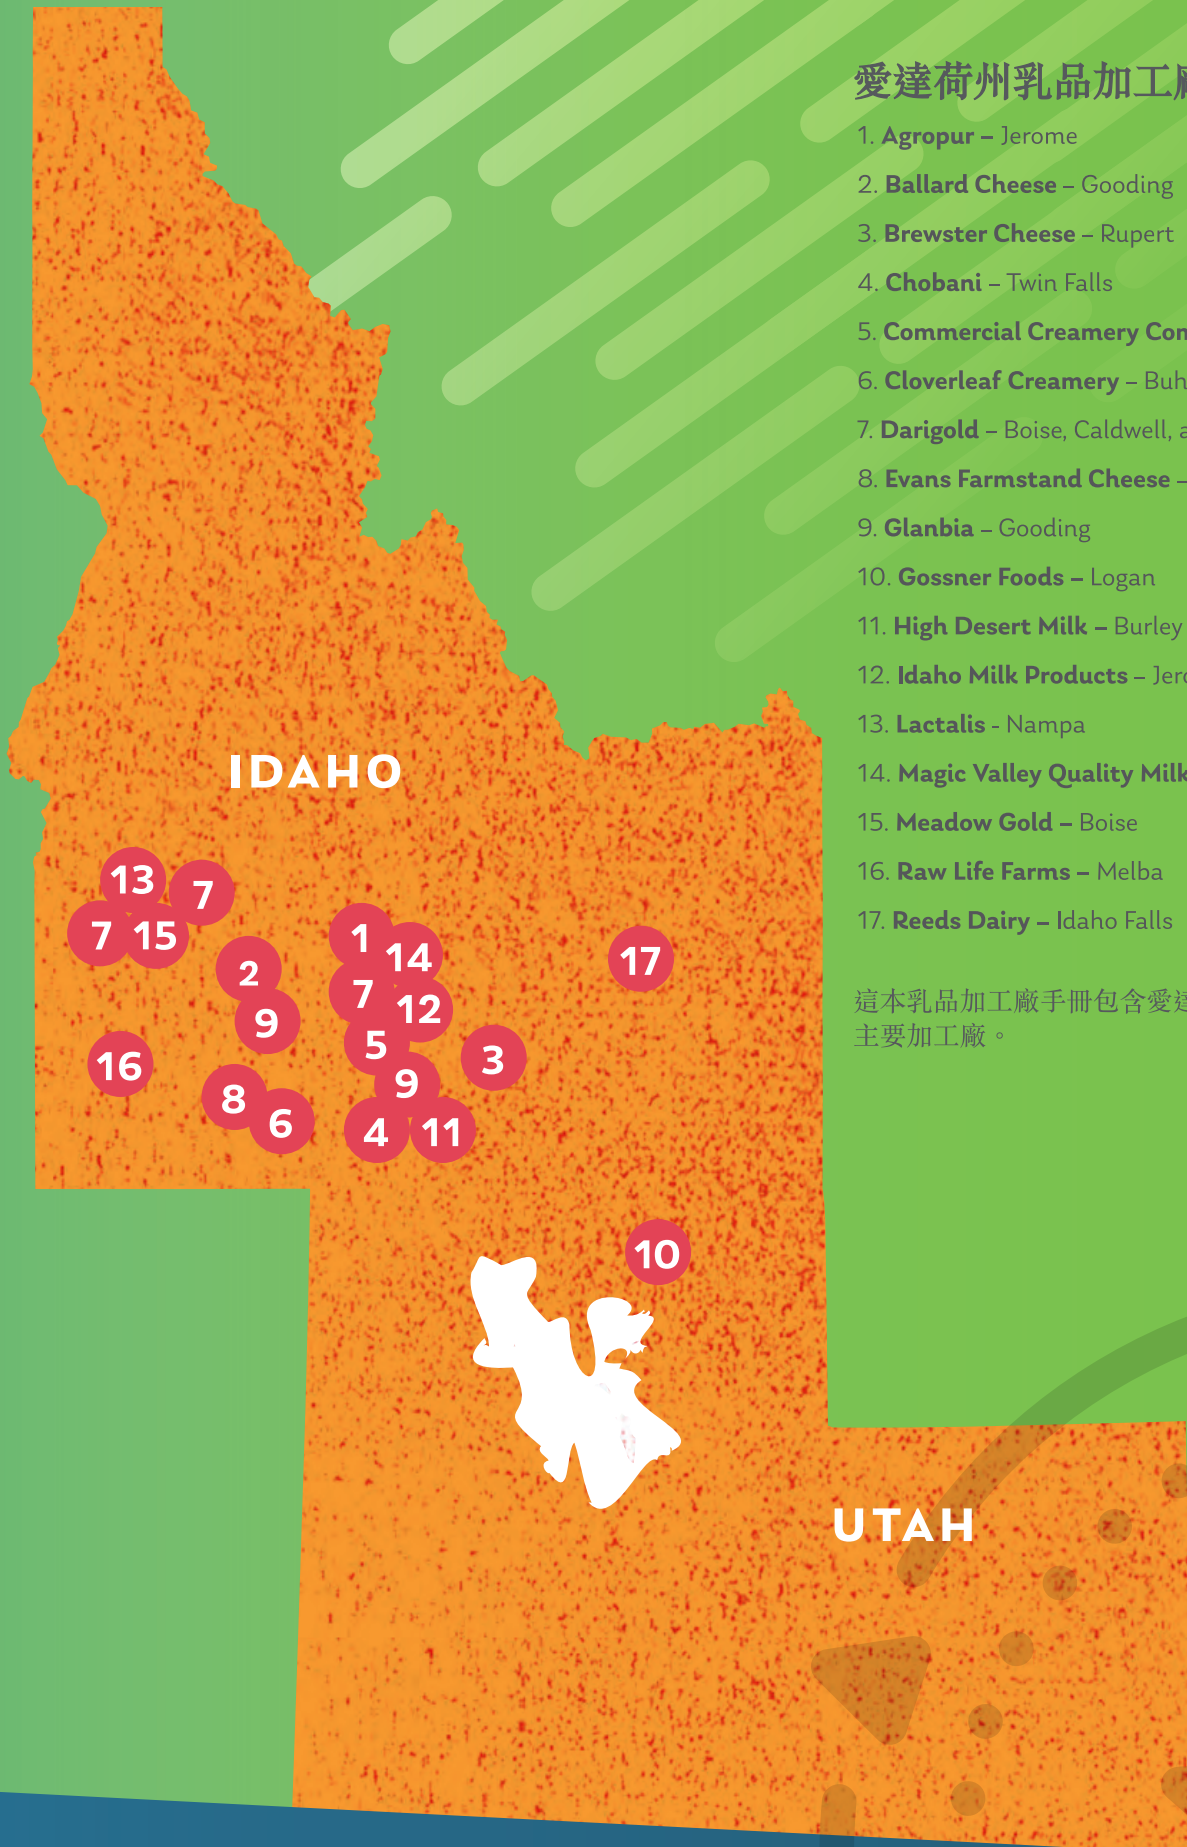 愛達荷州乳品加工
1. Agropur – Jerome
2. Ballard Cheese – Gooding
3. Brewster Cheese – Rupert
4. Chobani – Twin Falls
5. Commercial Creamery
6. Cloverleaf Creamery –
7. Darigold – Boise, Caldwell,
8. Evans Farmstand Cheese –
9. Glanbia – Gooding
10. Gossner Foods – Logan
11. High Desert Milk – Burley
12. Idaho Milk Products –
13. Lactalis - Nampa
14. Magic Valley Quality Milk
15. Meadow Gold – Boise
16. Raw Life Farms – Melba
17. Reeds Dairy – Idaho Falls
這本乳品加工廠手冊包含愛達
主要加工廠。
IDAHO
13
7
7
15
1
14
2
17
7
12
9
5
3
16
9
8
6
4
11
10
UTAH